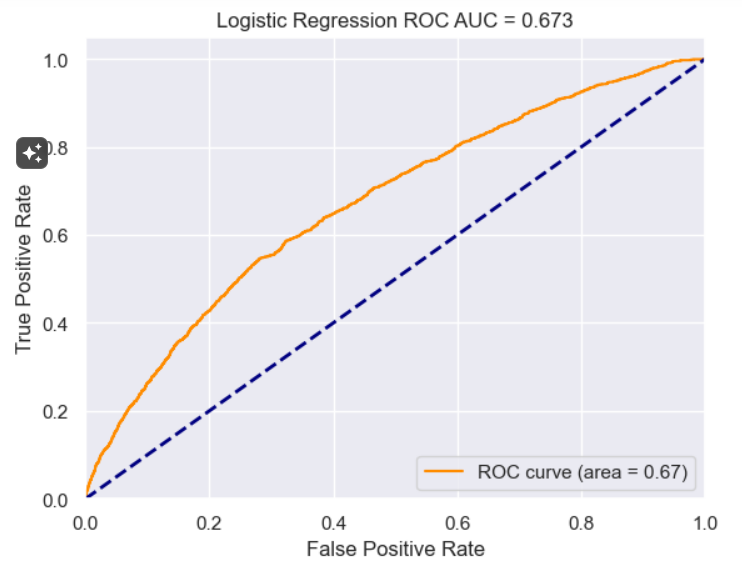 Logistic Regression ROC AUC = 0.673
True Positive Rate
1.0
0.8
0.6
0.4
0.2
0.0
ROC curve (area = 0.67)
0.0 0.2 0.4 0.6 0.8 1.0
False Positive Rate